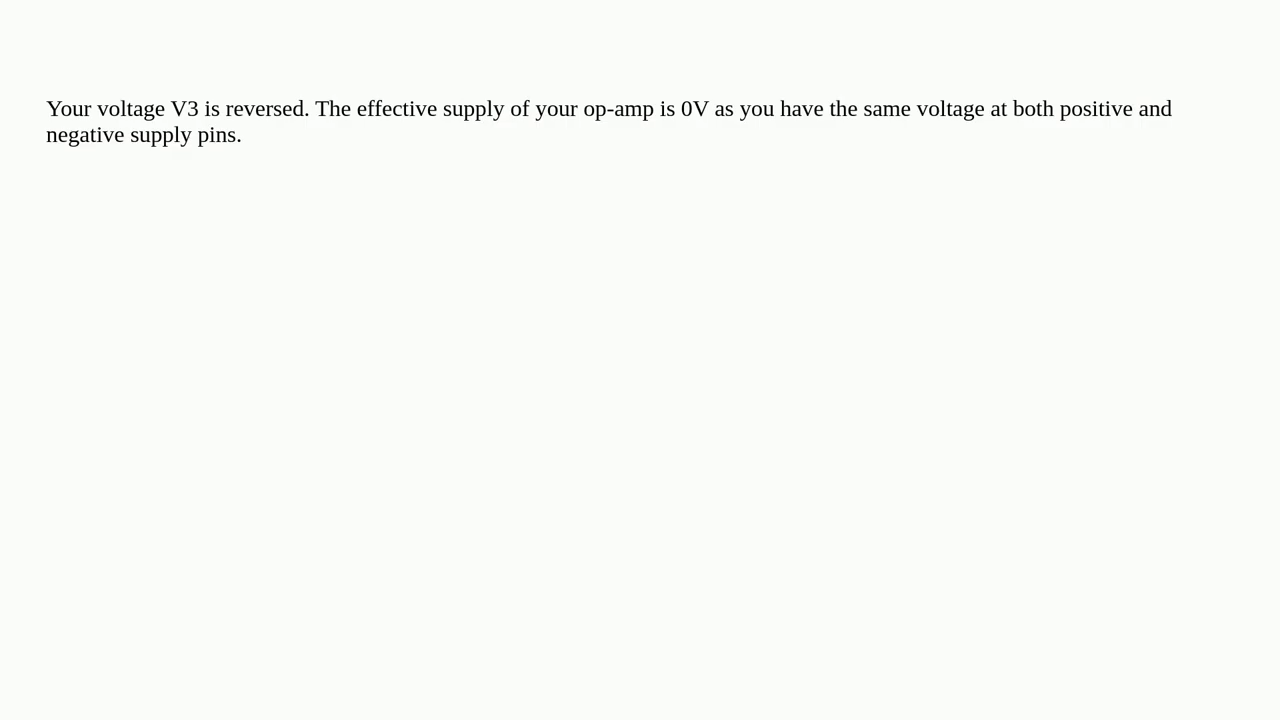 Your voltage V3 is reversed. The effective supply of your op-amp is 0V as you have the same voltage at both positive and
negative supply pins.